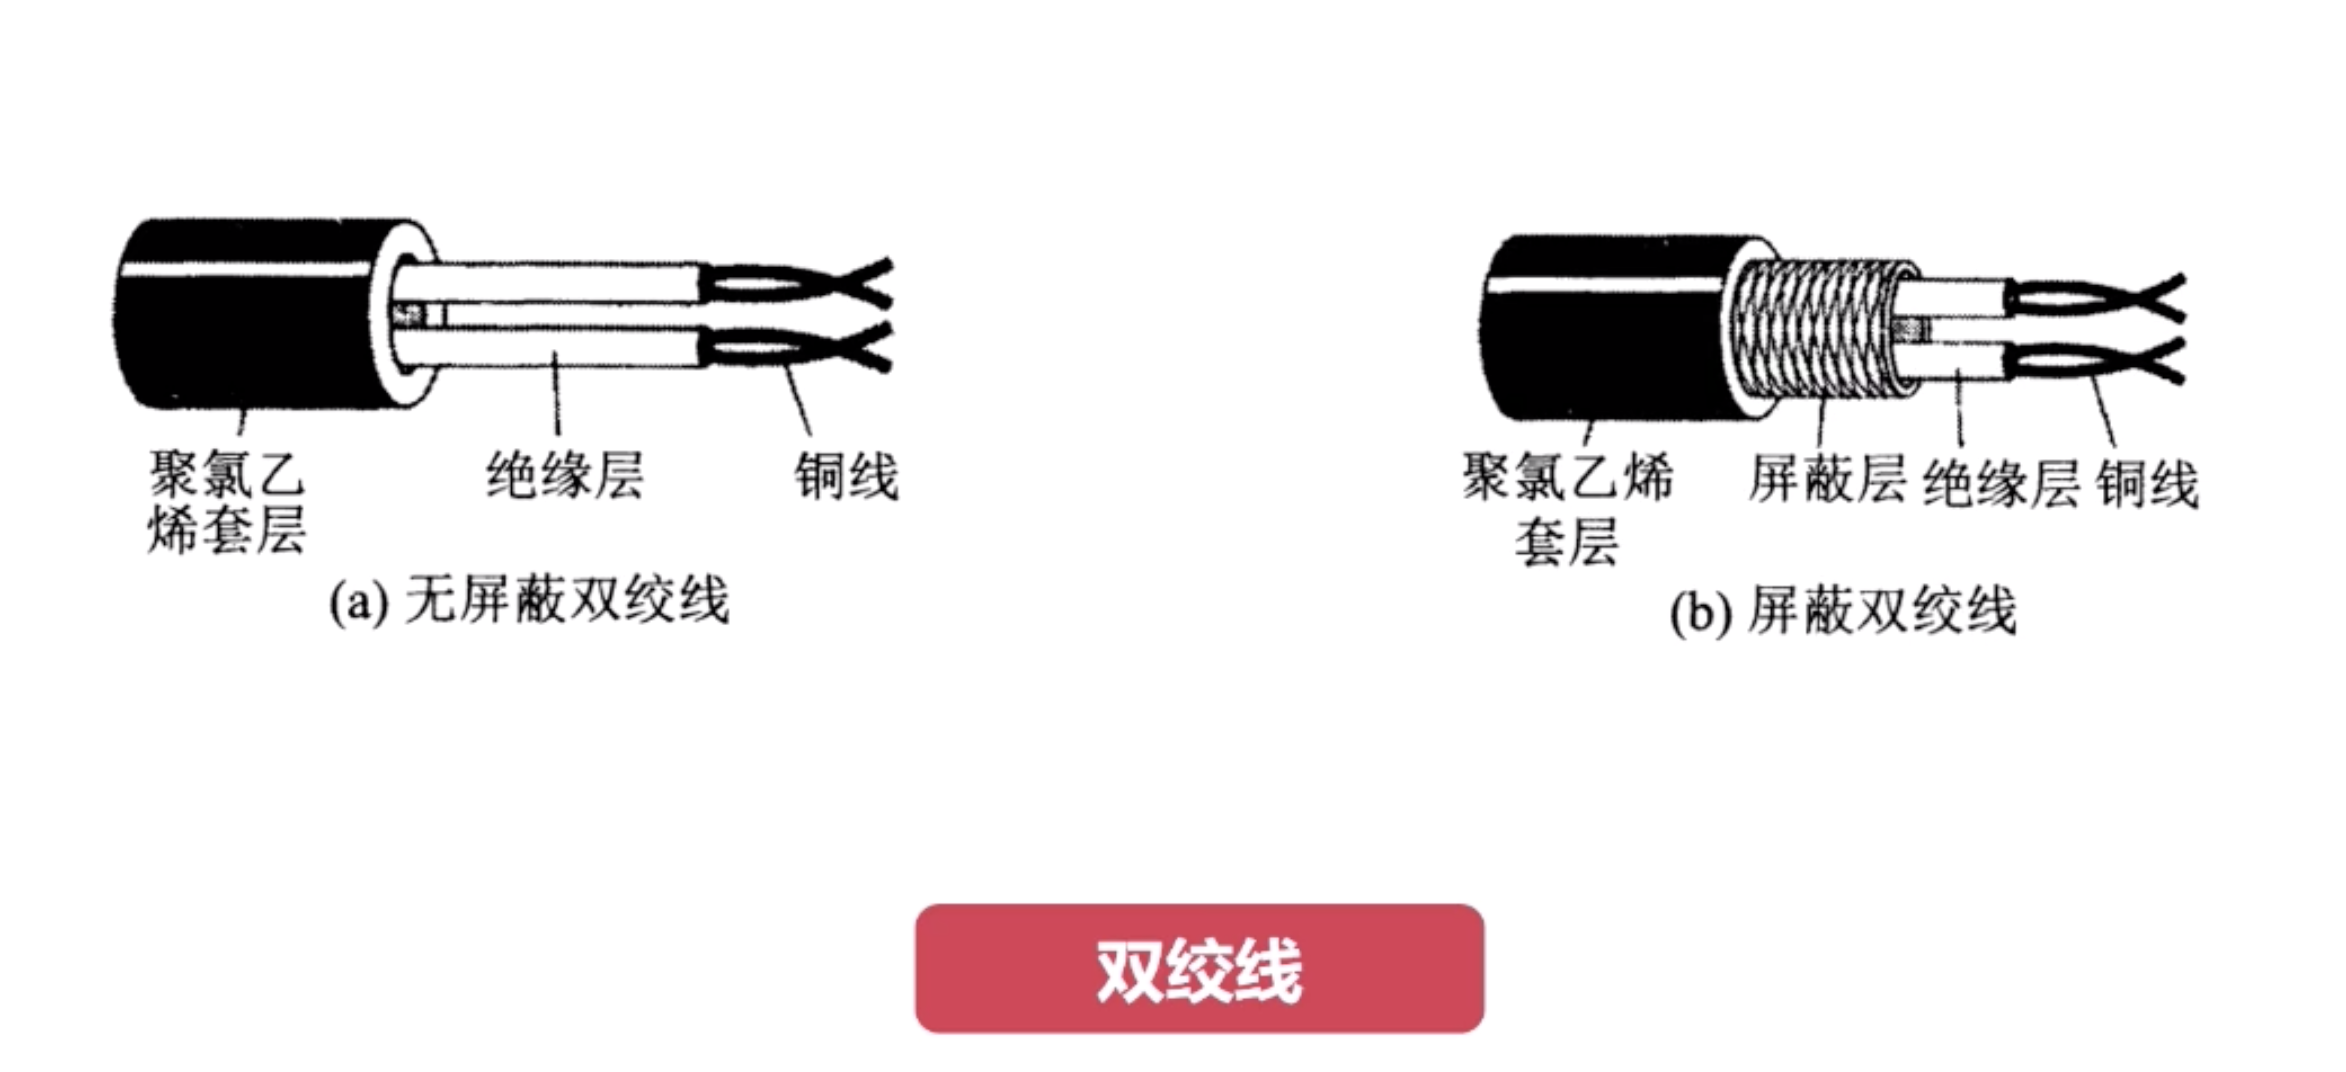 聚氯乙
烯套层
绝缘层
铜线
(a) 无屏蔽双绞线
聚氯乙烯
套层
屏蔽层
绝缘层
铜线
(b) 屏蔽双绞线
双绞线